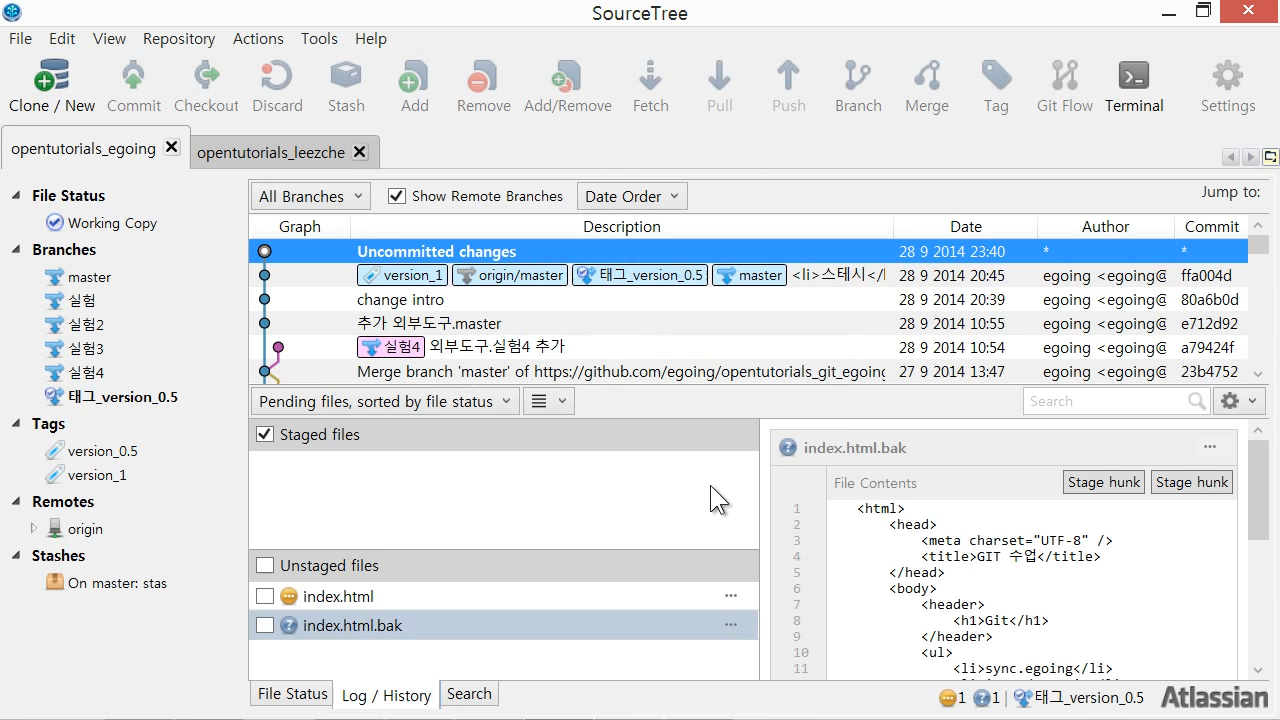 SourceTree
File Edit View Repository Actions Tools Help
Clone / New Commit Checkout Discard Stash Add Remove Add/Remove Fetch Pull Push Branch Merge Tag Git Flow Terminal Settings
opentutorials_egoing opentutorials_leezche
File Status
Working Copy
Branches
master
실험
실험2
실험3
실험4
태그_version_0.5
Tags
version_0.5
version_1
Remotes
origin
Stashes
On master: stas
All Branches Show Remote Branches Date Order Jump to:
Graph Description Date Author Commit
Uncommitted changes 28 9 2014 23:40 * *
version_1 origin/master 태그_version_0.5 master <li>스테시</l 28 9 2014 20:45 egoing <egoing@ ffa004d
change intro 28 9 2014 20:39 egoing <egoing@ 80a6b0d
추가 외부도구.master 28 9 2014 10:55 egoing <egoing@ e712d92
실험4 외부도구.실험4 추가 28 9 2014 10:54 egoing <egoing@ a79424f
Merge branch 'master' of https://github.com/egoing/opentutorials_git_egoing 27 9 2014 13:47 egoing <egoing@ 23b4752
Pending files, sorted by file status Search
Staged files
Unstaged files
index.html ...
index.html.bak ...
index.html.bak ...
File Contents Stage hunk Stage hunk
1 <html>
2 <head>
3 <meta charset="UTF-8" />
4 <title>GIT 수업</title>
5 </head>
6 <body>
7 <header>
8 <h1>Git</h1>
9 </header>
10 <ul>
11 <li>sync.egoing</li>
File Status Log / History Search
1 1 태그_version_0.5 Atlassian